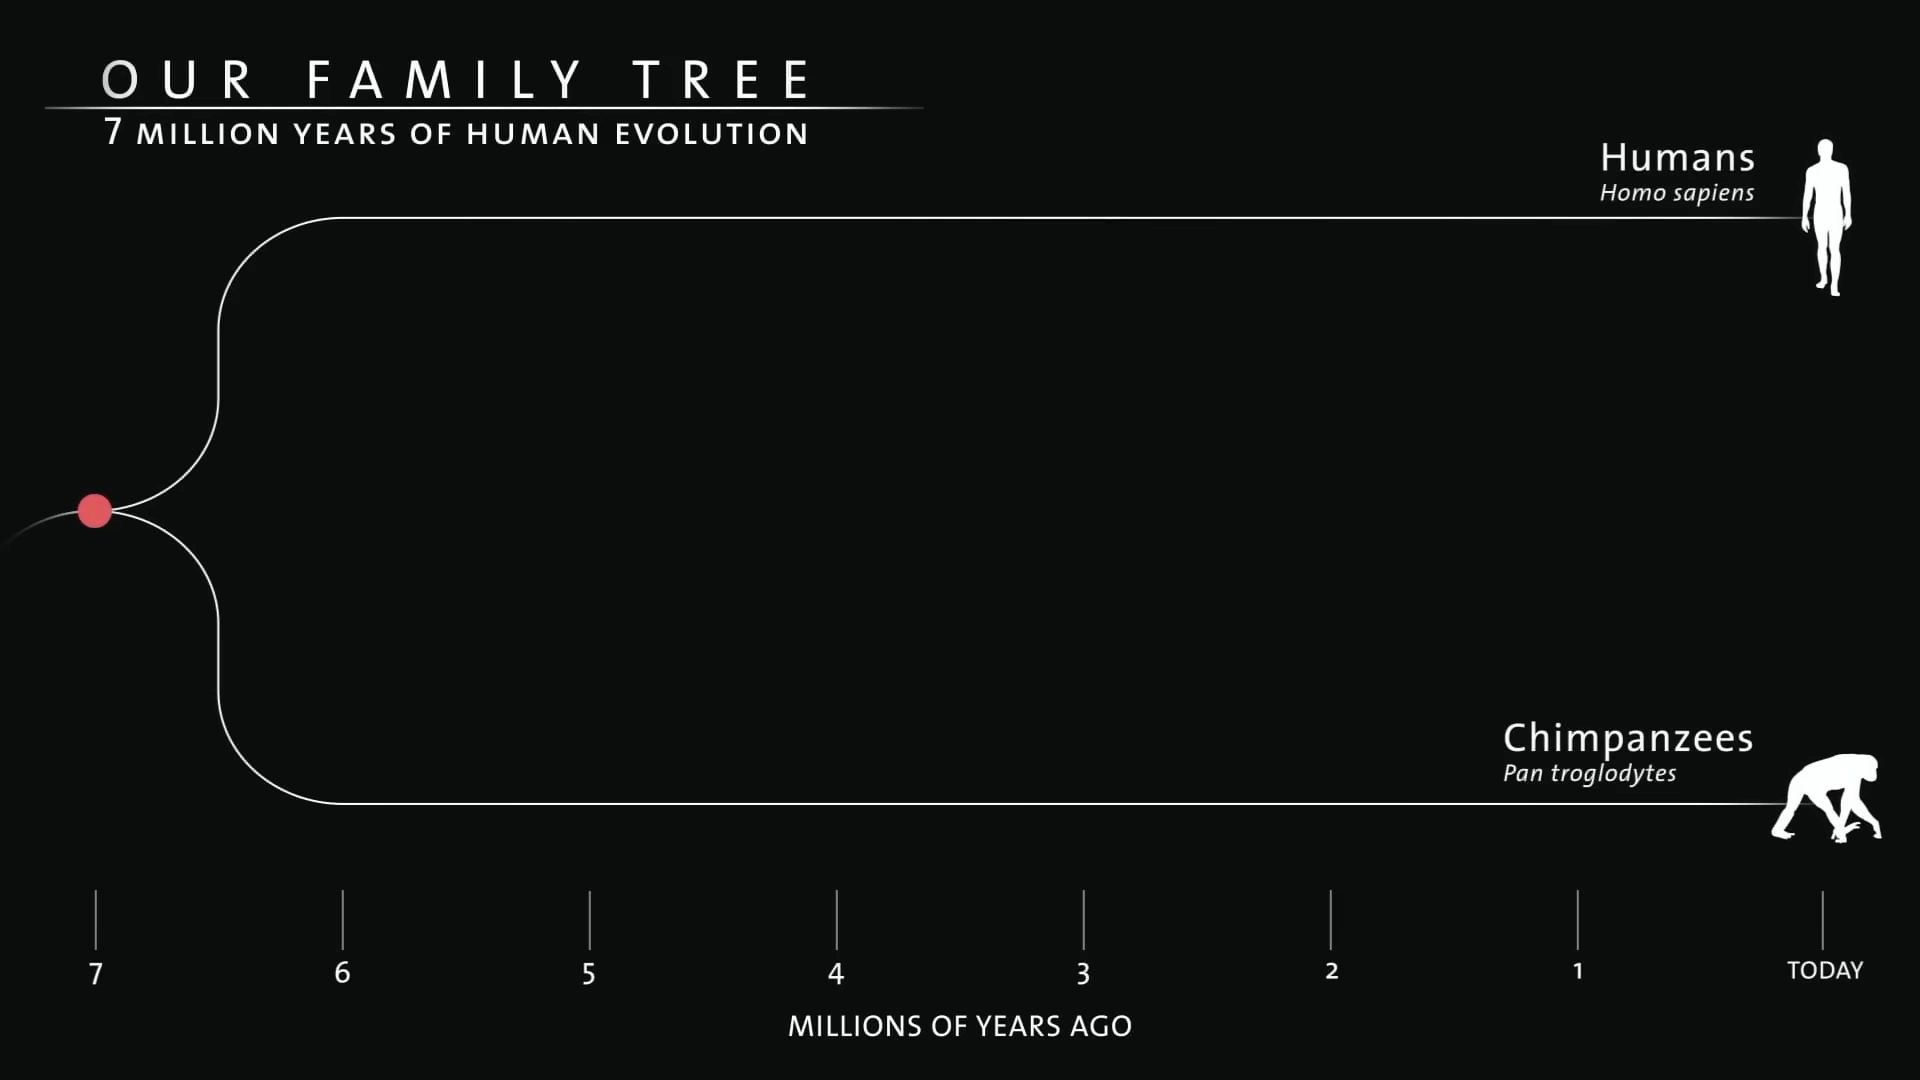 OUR FAMILY TREE
7 MILLION YEARS OF HUMAN EVOLUTION
Humans
Homo sapiens
Chimpanzees
Pan troglodytes
7 6 5 4 3 2 1 TODAY
MILLIONS OF YEARS AGO